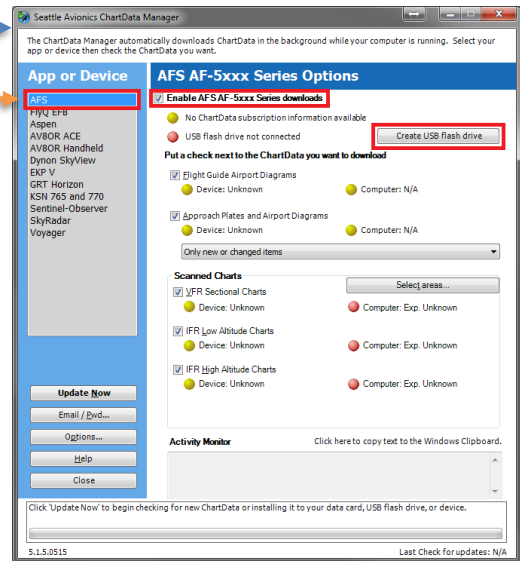 Seattle Avionics ChartData Manager
The ChartData Manager automatically downloads ChartData in the background while your computer is running. Select your
app or device then check the ChartData you want.
App or Device
AFS
FlyQ EFB
Aspen
AV8OR ACE
AV8OR Handheld
Dynon SkyView
EKP V
GRT Horizon
KSN 765 and 770
Sentinel-Observer
SkyRadar
Voyager
Update Now
Email / Pwd...
Options...
Help
Close
AFS AF-5xxx Series Options
Enable AFS AF-5xxx Series downloads
No ChartData subscription information available
USB flash drive not connected
Create USB flash drive
Put a check next to the ChartData you want to download
Flight Guide Airport Diagrams
Device: Unknown Computer: N/A
Approach Plates and Airport Diagrams
Device: Unknown Computer: N/A
Only new or changed items
Scanned Charts
Select areas...
VFR Sectional Charts
Device: Unknown Computer: Exp. Unknown
IFR Low Altitude Charts
Device: Unknown Computer: Exp. Unknown
IFR High Altitude Charts
Device: Unknown Computer: Exp. Unknown
Activity Monitor Click here to copy text to the Windows Clipboard.
Click 'Update Now' to begin checking for new ChartData or installing it to your data card, USB flash drive, or device.
5.1.5.0515 Last Check for updates: N/A